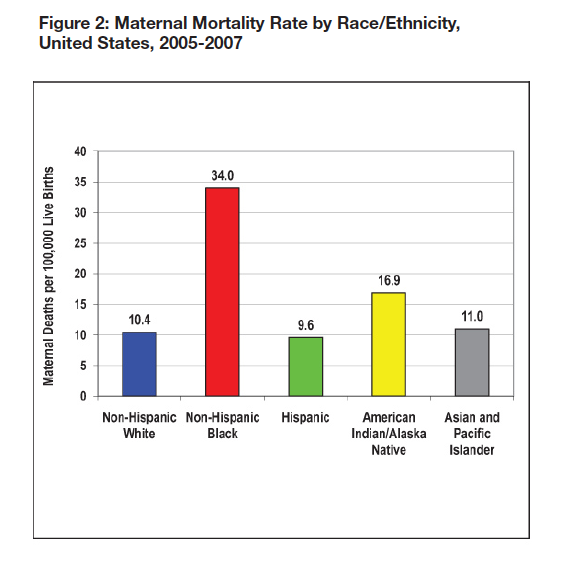 Figure 2: Maternal Mortality Rate by Race/Ethnicity,
United States, 2005-2007
Maternal Deaths per 100,000 Live Births
40
35
30
25
20
15
10
5
0
10.4
34.0
9.6
16.9
11.0
Non-Hispanic White
Non-Hispanic Black
Hispanic
American Indian/Alaska Native
Asian and Pacific Islander